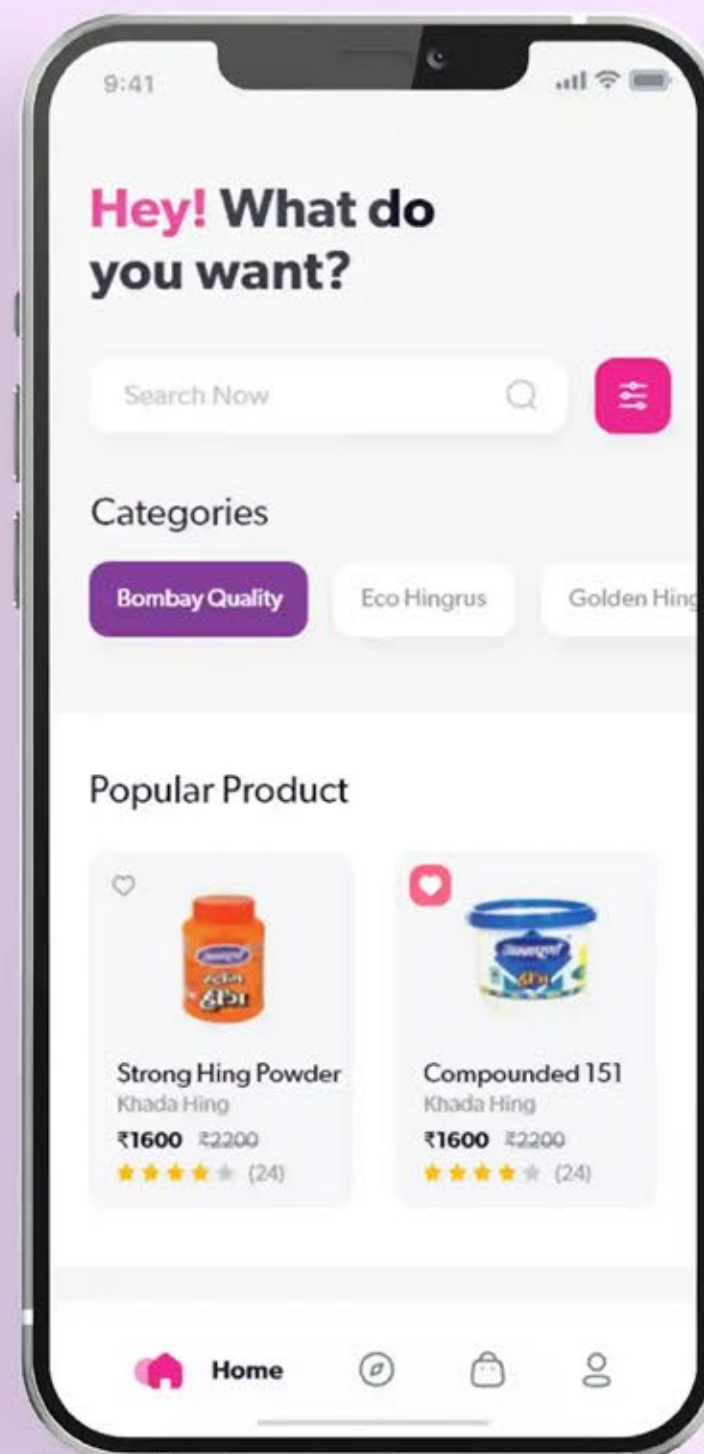 9:41
Hey! What do
you want?
Search Now
Categories
Bombay Quality
Eco Hingrus
Golden Hing
Popular Product
स्ट्रॉंग
हींग
हींग
Strong Hing Powder
Khada Hing
₹1600 ₹2200
(24)
Compounded 151
Khada Hing
₹1600 ₹2200
(24)
Home